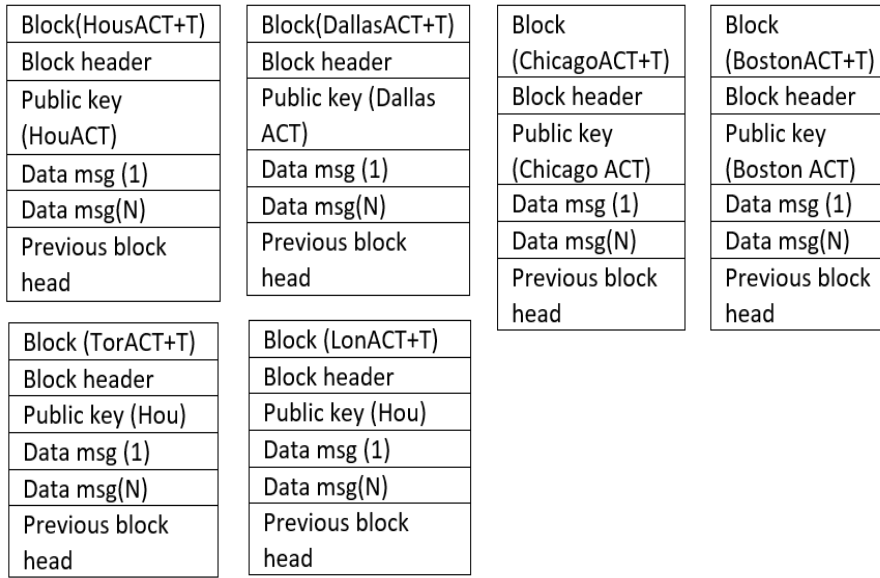 Block(HousACT+T)
Block header
Public key
(HouACT)
Data msg (1)
Data msg(N)
Previous block
head
Block(DallasACT+T)
Block header
Public key (Dallas
ACT)
Data msg (1)
Data msg(N)
Previous block
head
Block
(ChicagoACT+T)
Block header
Public key
(Chicago ACT)
Data msg (1)
Data msg(N)
Previous block
head
Block
(BostonACT+T)
Block header
Public key
(Boston ACT)
Data msg (1)
Data msg(N)
Previous block
head
Block (TorACT+T)
Block header
Public key (Hou)
Data msg (1)
Data msg(N)
Previous block
head
Block (LonACT+T)
Block header
Public key (Hou)
Data msg (1)
Data msg(N)
Previous block
head